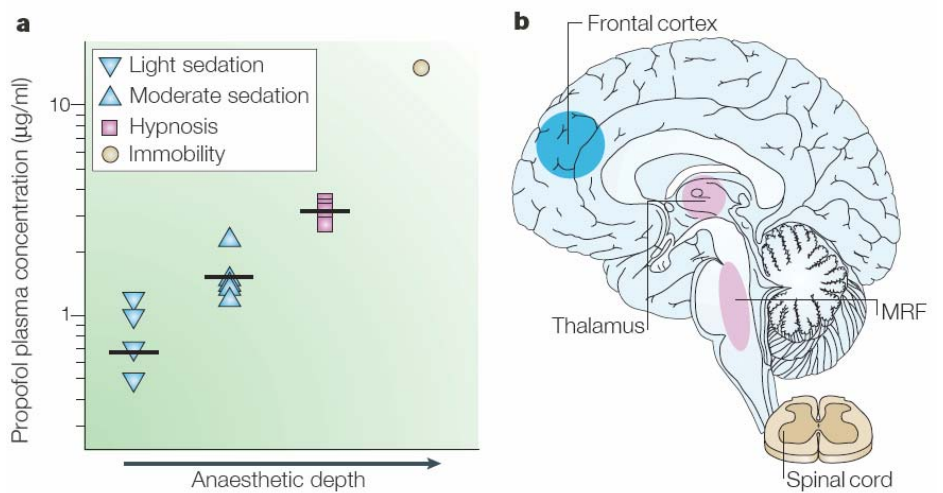 a
Light sedation
Moderate sedation
Hypnosis
Immobility
10
1
Propofol plasma concentration (μg/ml)
Anaesthetic depth
b
Frontal cortex
Thalamus
MRF
Spinal cord